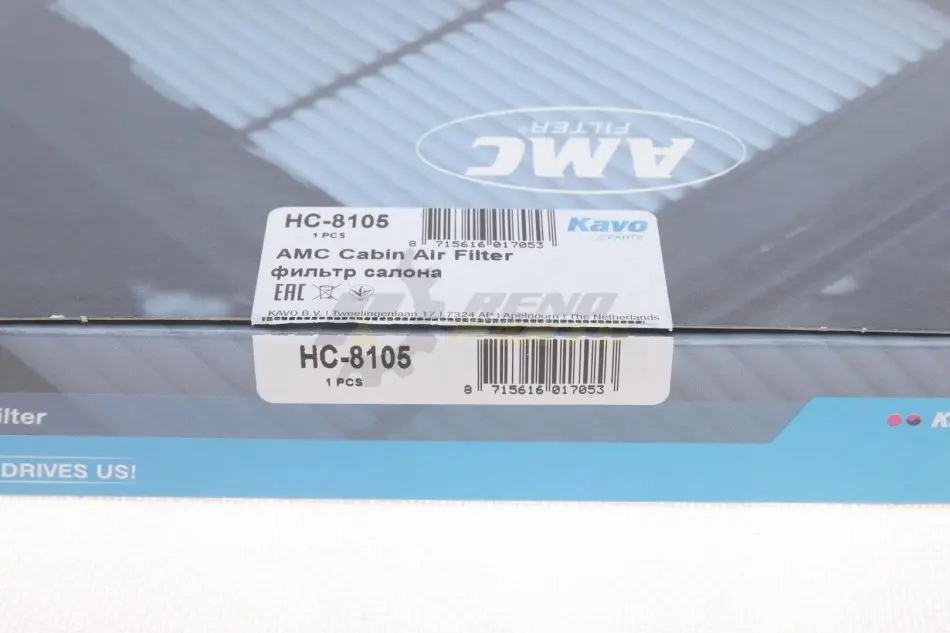 AMC
FILTER®
HC-8105
1 PCS
8 715616 017053
Kavo
PARTS
AMC Cabin Air Filter
фильтр салона
EAC
RENO
KAVO B.V. | Tweelingenlaan 17 | 7324 AP | Apeldoorn | The Netherlands
HC-8105
1 PCS
8 715616 017053
ilter
DRIVES US!
K